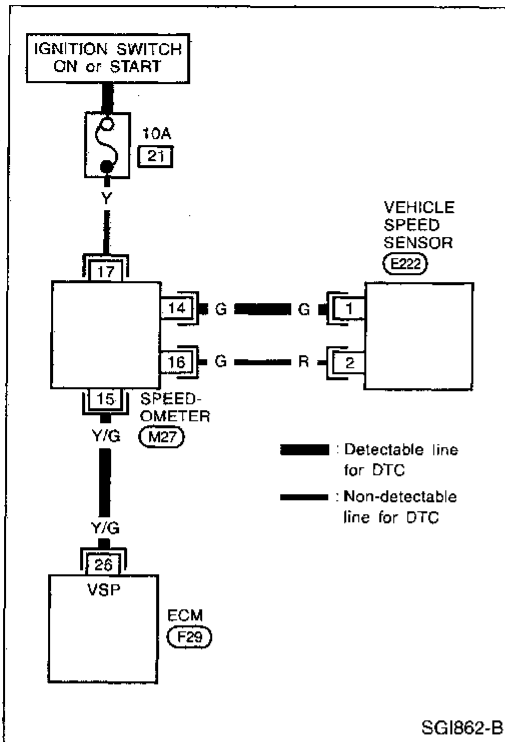 IGNITION SWITCH
ON or START
10A
21
Y
VEHICLE
SPEED
SENSOR
E222
17
14
G
G
1
16
G
R
2
15
SPEED-
OMETER
M27
Y/G
: Detectable line
for DTC
: Non-detectable
line for DTC
Y/G
26
VSP
ECM
F29
SGI862-B